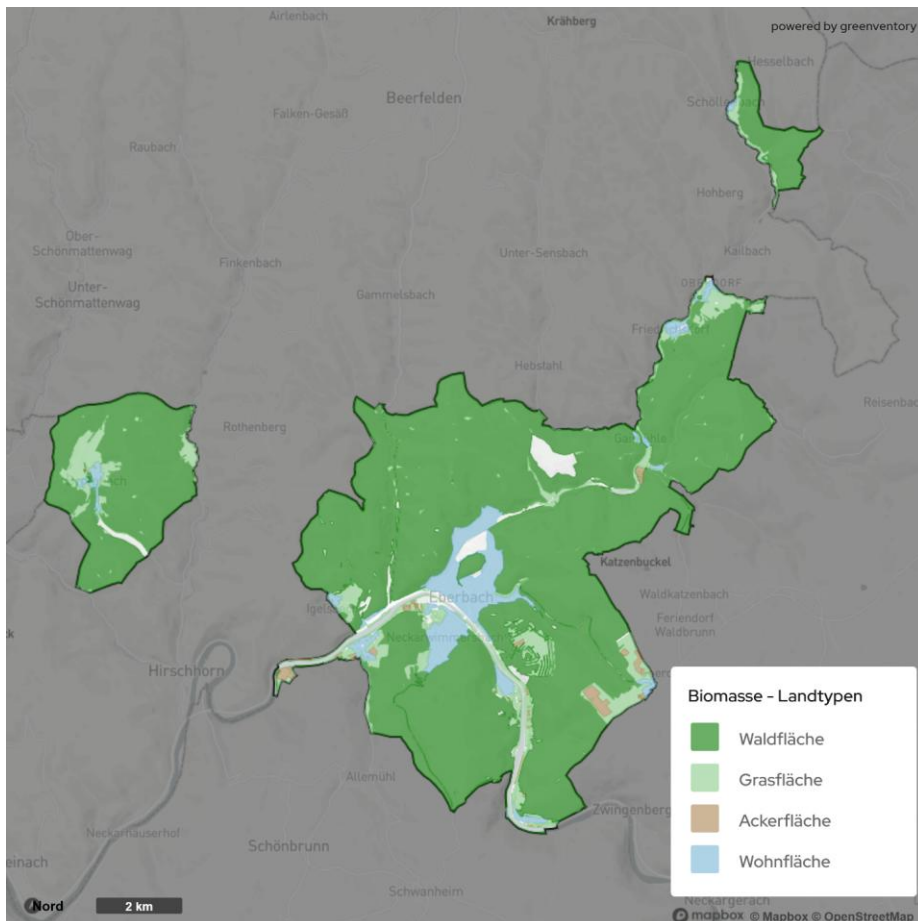 Airlenbach
Krähberg
powered by greenventory
Hesselbach
Beerfelden
Schöllenbach
Falken-Gesäß
Raubach
Hohberg
Ober-
Schönmattenwag
Finkenbach
Unter-Sensbach
Kailbach
Unter-
Schönmattenwag
Gammelsbach
Hebstahl
Reisenbach
Rothenberg
Katzenbuckel
Waldkatzenbach
Eberbach
Feriendorf
Waldbrunn
Hirschhorn
Allemühl
Zwingenberg
Neckarhäuserhof
Schönbrunn
einach
Schwanheim
Neckargerach
Biomasse - Landtypen
Waldfläche
Grasfläche
Ackerfläche
Wohnfläche
Nord
2 km
mapbox © Mapbox © OpenStreetMap